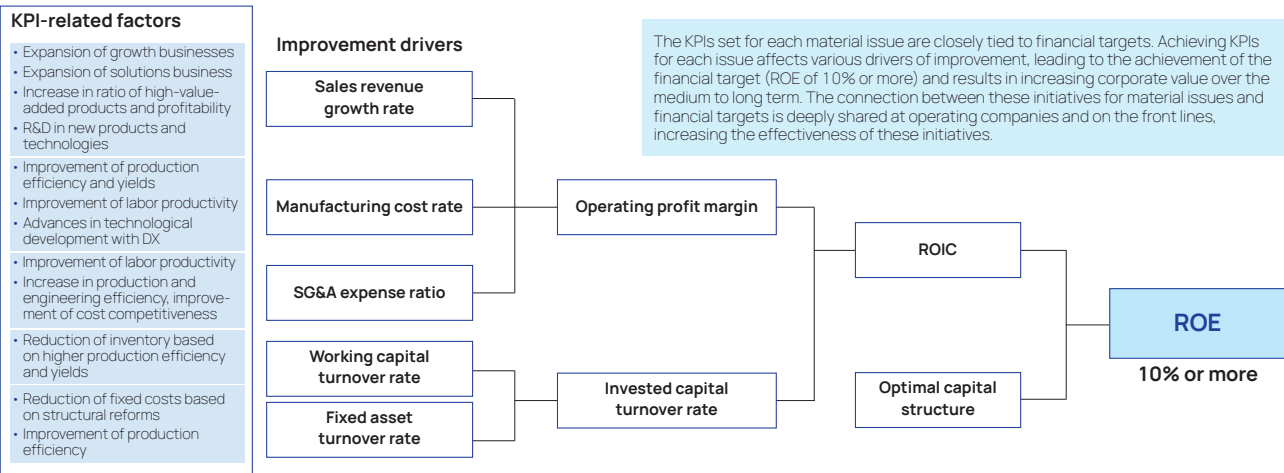 KPI-related factors
• Expansion of growth businesses
• Expansion of solutions business
• Increase in ratio of high-value-
added products and profitability
• R&D in new products and
technologies
• Improvement of production
efficiency and yields
• Improvement of labor productivity
• Advances in technological
development with DX
• Improvement of labor productivity
• Increase in production and
engineering efficiency, improve-
ment of cost competitiveness
• Reduction of inventory based
on higher production efficiency
and yields
• Reduction of fixed costs based
on structural reforms
• Improvement of production
efficiency
Improvement drivers
Sales revenue
growth rate
Manufacturing cost rate
SG&A expense ratio
Working capital
turnover rate
Fixed asset
turnover rate
Operating profit margin
Invested capital
turnover rate
The KPIs set for each material issue are closely tied to financial targets. Achieving KPIs
for each issue affects various drivers of improvement, leading to the achievement of the
financial target (ROE of 10% or more) and results in increasing corporate value over the
medium to long term. The connection between these initiatives for material issues and
financial targets is deeply shared at operating companies and on the front lines,
increasing the effectiveness of these initiatives.
ROIC
Optimal capital
structure
ROE
10% or more